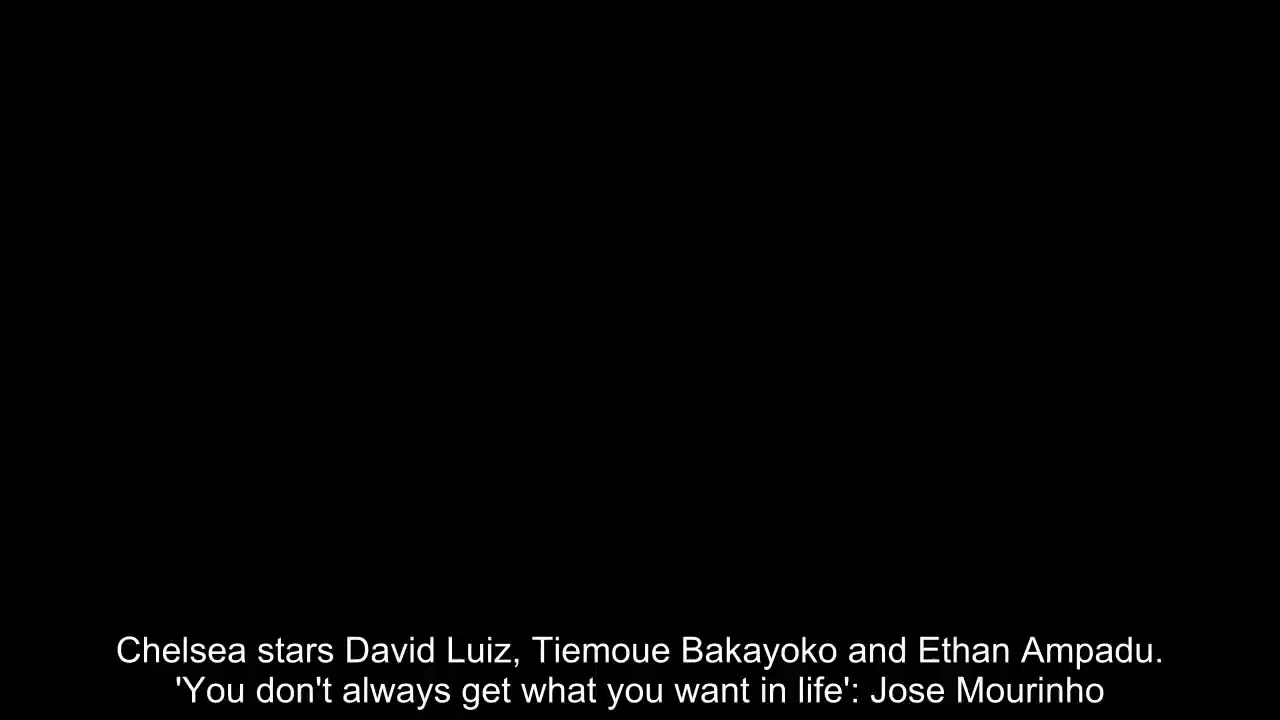 Chelsea stars David Luiz, Tiemoue Bakayoko and Ethan Ampadu.
'You don't always get what you want in life': Jose Mourinho